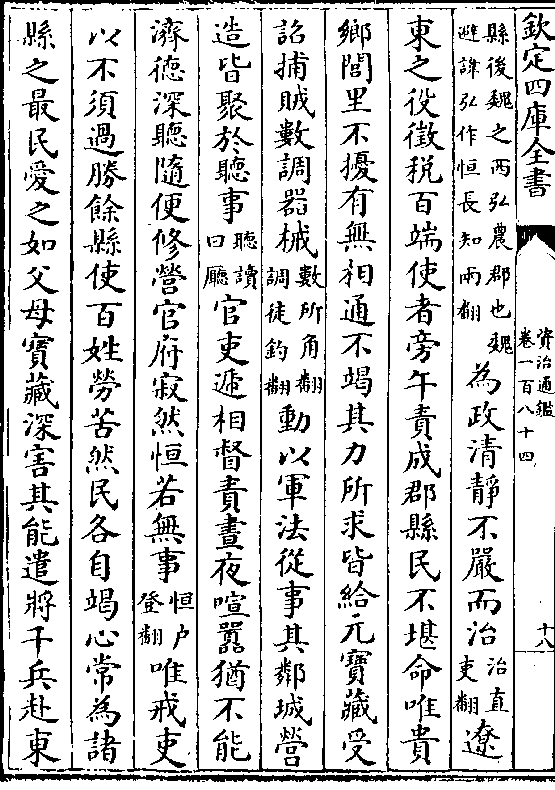 欽定四庫全書
資治通鑑
卷一百八十四
十八
縣後魏之西弘農郡也魏
避諱弘作恒長知兩翻
為政清靜不嚴而治治直吏翻遼
東之役徵稅百端使者旁午責成郡縣民不堪命唯貴
鄉閭里不擾有無相通不竭其力所求皆給元寶藏受
詔捕賊數調器械數所角翻調徒釣翻動以軍法從事其鄰城營
造皆聚於聽事聽讀曰廳官吏遞相督責晝夜喧囂猶不能
濟德深聽隨便修營官府寂然恒若無事恒户登翻唯戒吏
以不須過勝餘縣使百姓勞苦然民各自竭心常為諸
縣之最民愛之如父母寶藏深害其能遣將千兵赴東